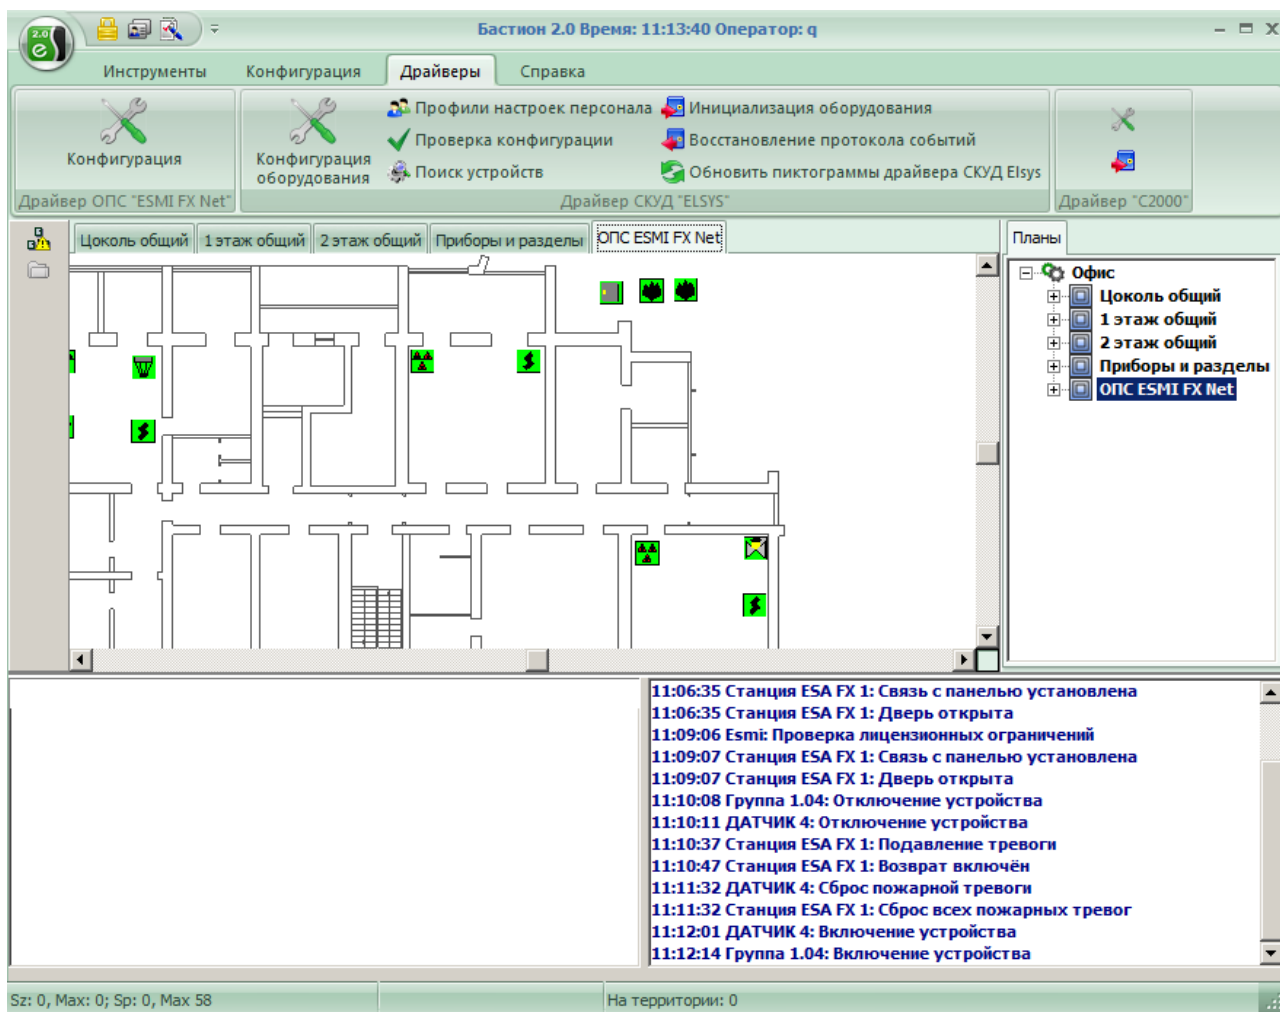 2.0
Бастион 2.0 Время: 11:13:40 Оператор: q
Инструменты Конфигурация Драйверы Справка
Конфигурация
Драйвер ОПС "ESMI FX Net"
Конфигурация оборудования
Профили настроек персонала
Проверка конфигурации
Поиск устройств
Инициализация оборудования
Восстановление протокола событий
Обновить пиктограммы драйвера СКУД Elsys
Драйвер СКУД "ELSYS"
Драйвер "С2000"
Цоколь общий 1 этаж общий 2 этаж общий Приборы и разделы ОПС ESMI FX Net
Планы
Офис
Цоколь общий
1 этаж общий
2 этаж общий
Приборы и разделы
ОПС ESMI FX Net
11:06:35 Станция ESA FX 1: Связь с панелью установлена
11:06:35 Станция ESA FX 1: Дверь открыта
11:09:06 Esmi: Проверка лицензионных ограничений
11:09:07 Станция ESA FX 1: Связь с панелью установлена
11:09:07 Станция ESA FX 1: Дверь открыта
11:10:08 Группа 1.04: Отключение устройства
11:10:11 ДАТЧИК 4: Отключение устройства
11:10:37 Станция ESA FX 1: Подавление тревоги
11:10:47 Станция ESA FX 1: Возврат включён
11:11:32 ДАТЧИК 4: Сброс пожарной тревоги
11:11:32 Станция ESA FX 1: Сброс всех пожарных тревог
11:12:01 ДАТЧИК 4: Включение устройства
11:12:14 Группа 1.04: Включение устройства
Sz: 0, Max: 0; Sp: 0, Max 58
На территории: 0